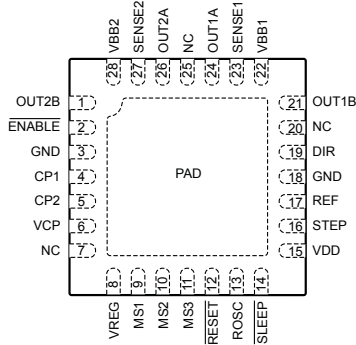 VBB2
SENSE2
OUT2A
NC
OUT1A
SENSE1
VBB1
28
27
26
25
24
23
22
OUT2B 1
ENABLE 2
GND 3
CP1 4
CP2 5
VCP 6
NC 7
PAD
21 OUT1B
20 NC
19 DIR
18 GND
17 REF
16 STEP
15 VDD
8
9
10
11
12
13
14
VREG
MS1
MS2
MS3
RESET
ROSC
SLEEP